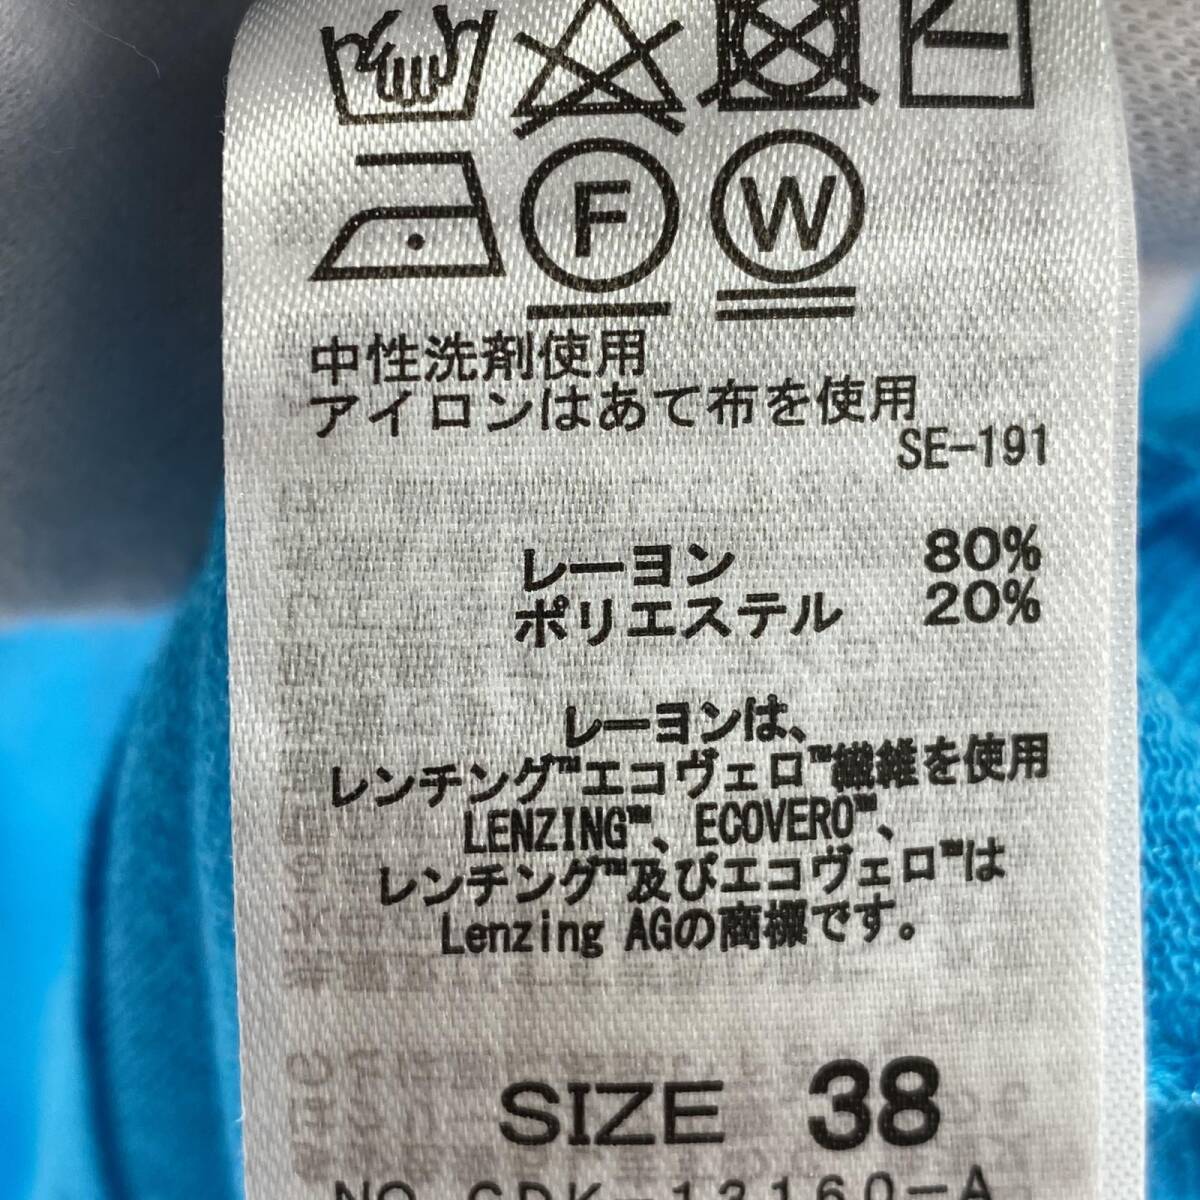 F W
中性洗剤使用
アイロンはあて布を使用
SE-191
レーヨン 80%
ポリエステル 20%
レーヨンは、
レンチング™エコヴェロ™繊維を使用
LENZING™、ECOVERO™、
レンチング™及びエコヴェロ™は
Lenzing AGの商標です。
SIZE 38
NO CDK-13160-A